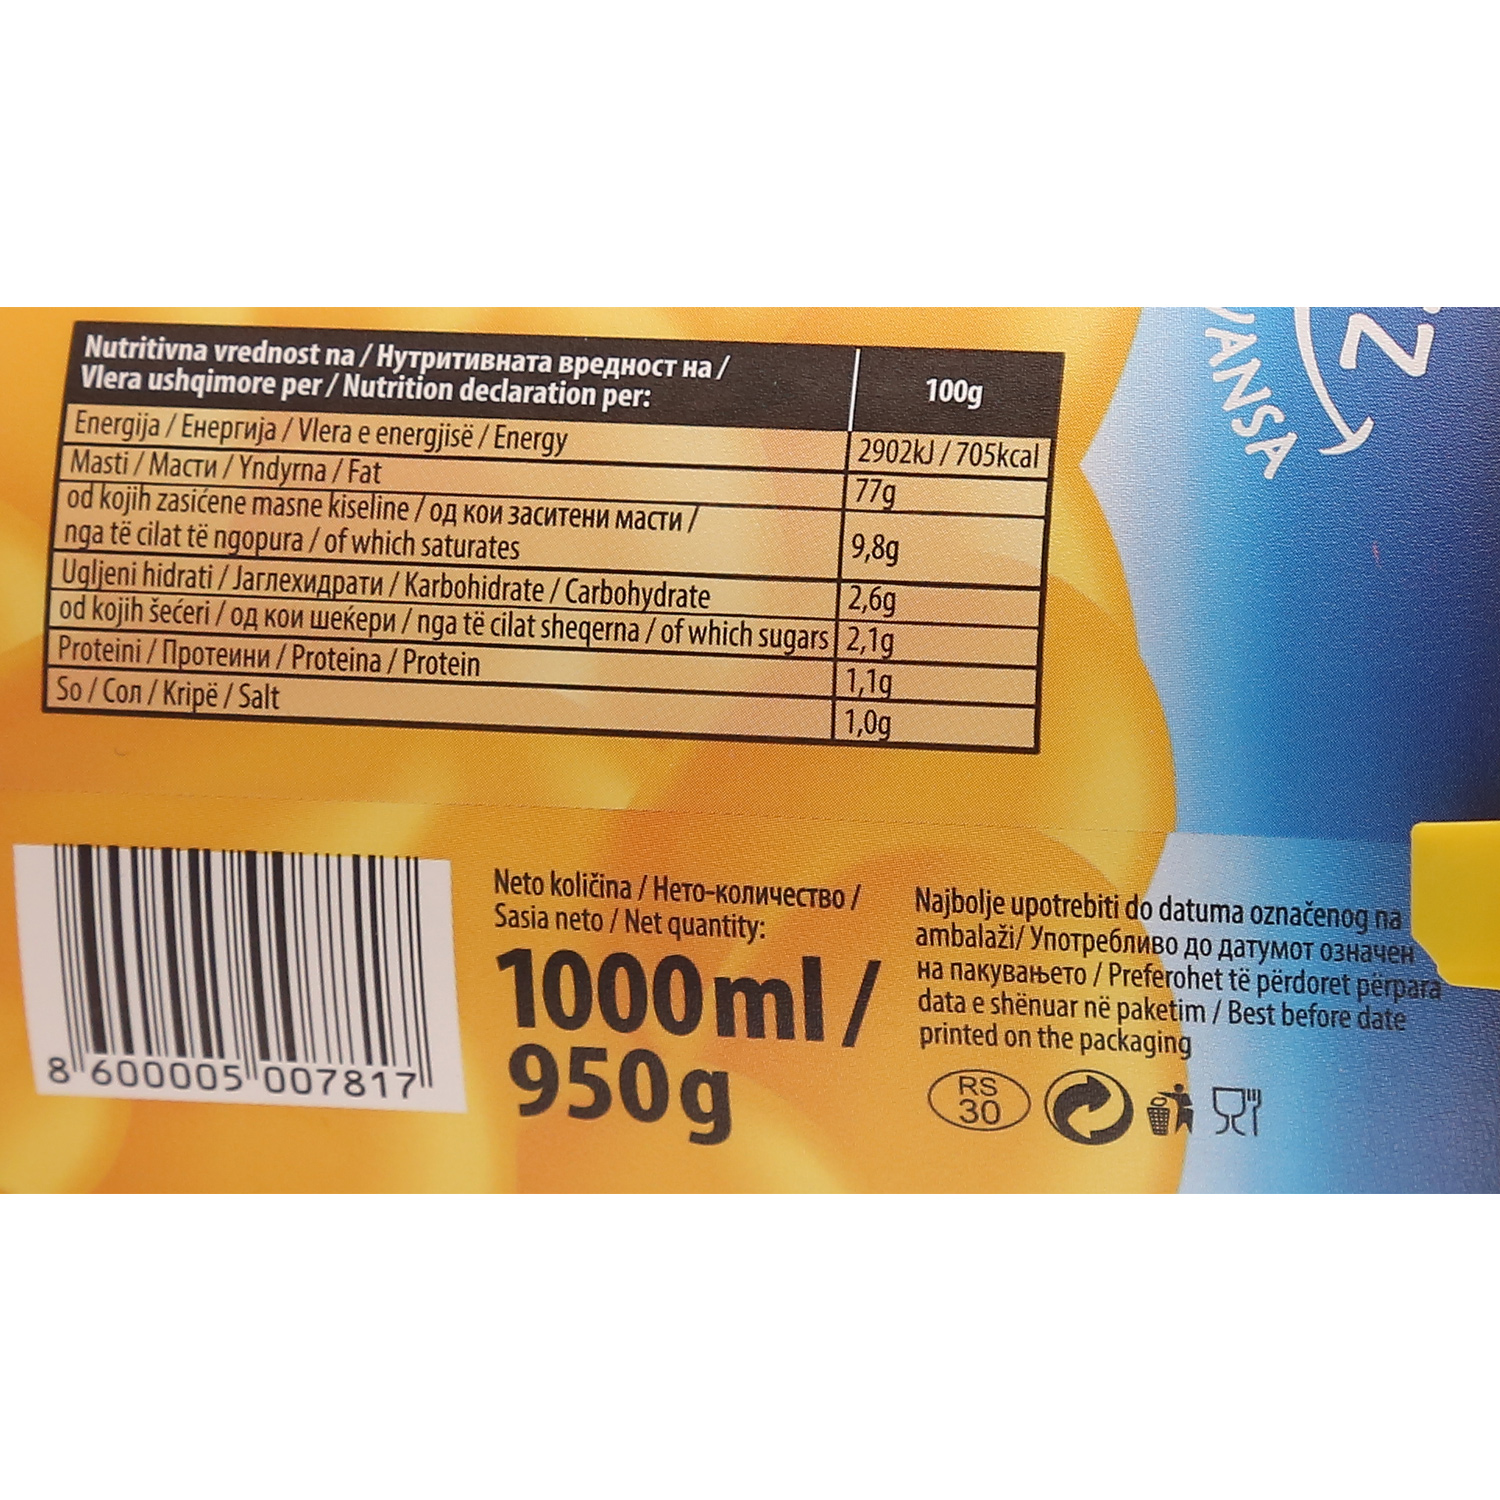 Nutritivna vrednost na / Нутритивната вредност на /
Vlera ushqimore per / Nutrition declaration per:
100g
Energija / Енергија / Vlera e energjisë / Energy
2902kJ / 705kcal
Masti / Масти / Yndyrna / Fat
77g
od kojih zasićene masne kiseline / од кои заситени масти /
nga të cilat të ngopura / of which saturates
9,8g
Ugljeni hidrati / Јаглехидрати / Karbohidrate / Carbohydrate
2,6g
od kojih šećeri / од кои шеќери / nga të cilat sheqerna / of which sugars
2,1g
Proteini / Протеини / Proteina / Protein
1,1g
So / Сол / Kripë / Salt
1,0g
VANSA
8 600005 007817
Neto količina / Нето-количество /
Sasia neto / Net quantity:
1000ml /
950g
Najbolje upotrebiti do datuma označenog na
ambalaži/ Употребливо до датумот означен
на пакувањето / Preferohet të përdoret përpara
data e shënuar në paketim / Best before date
printed on the packaging
RS
30